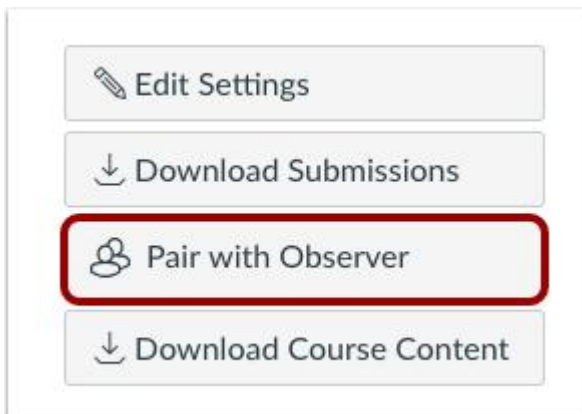 Edit Settings
Download Submissions
Pair with Observer
Download Course Content